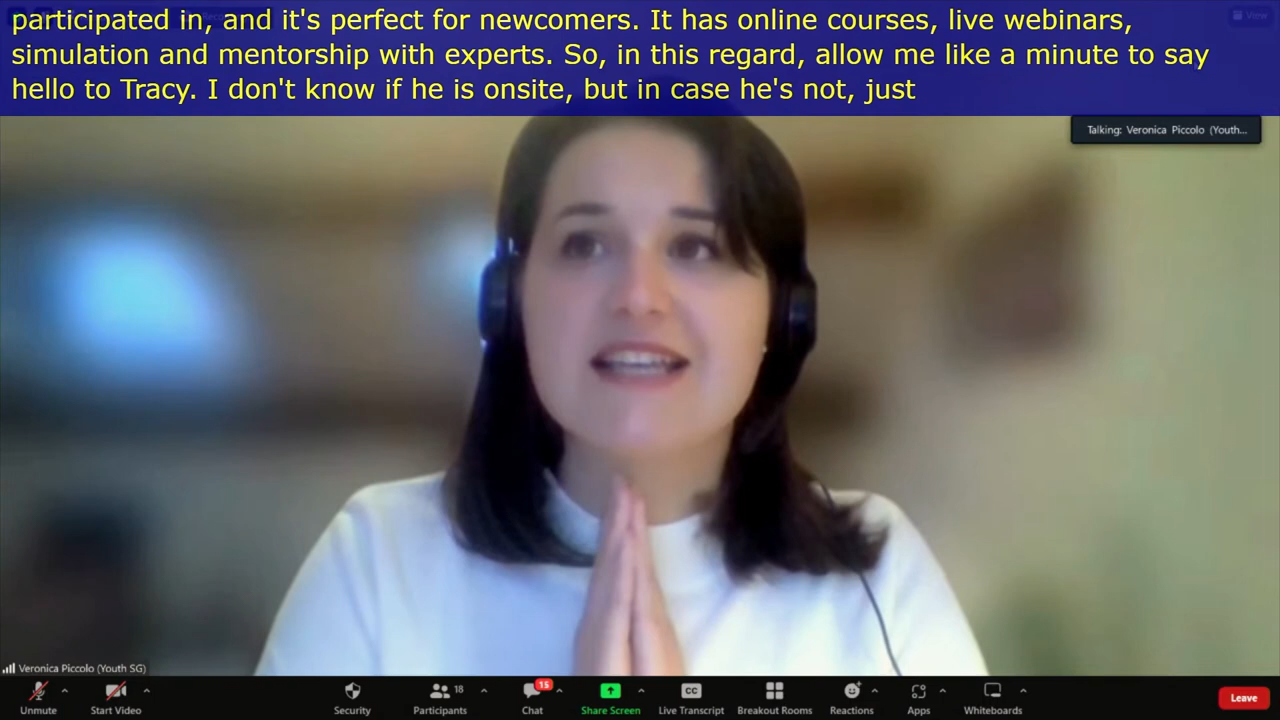 participated in, and it's perfect for newcomers. It has online courses, live webinars,
simulation and mentorship with experts. So, in this regard, allow me like a minute to say
hello to Tracy. I don't know if he is onsite, but in case he's not, just
View
Talking: Veronica Piccolo (Youth...
Veronica Piccolo (Youth SG)
Unmute
Start Video
Security
Participants 18
Chat 15
Share Screen
CC Live Transcript
Breakout Rooms
Reactions
Apps
Whiteboards
Leave